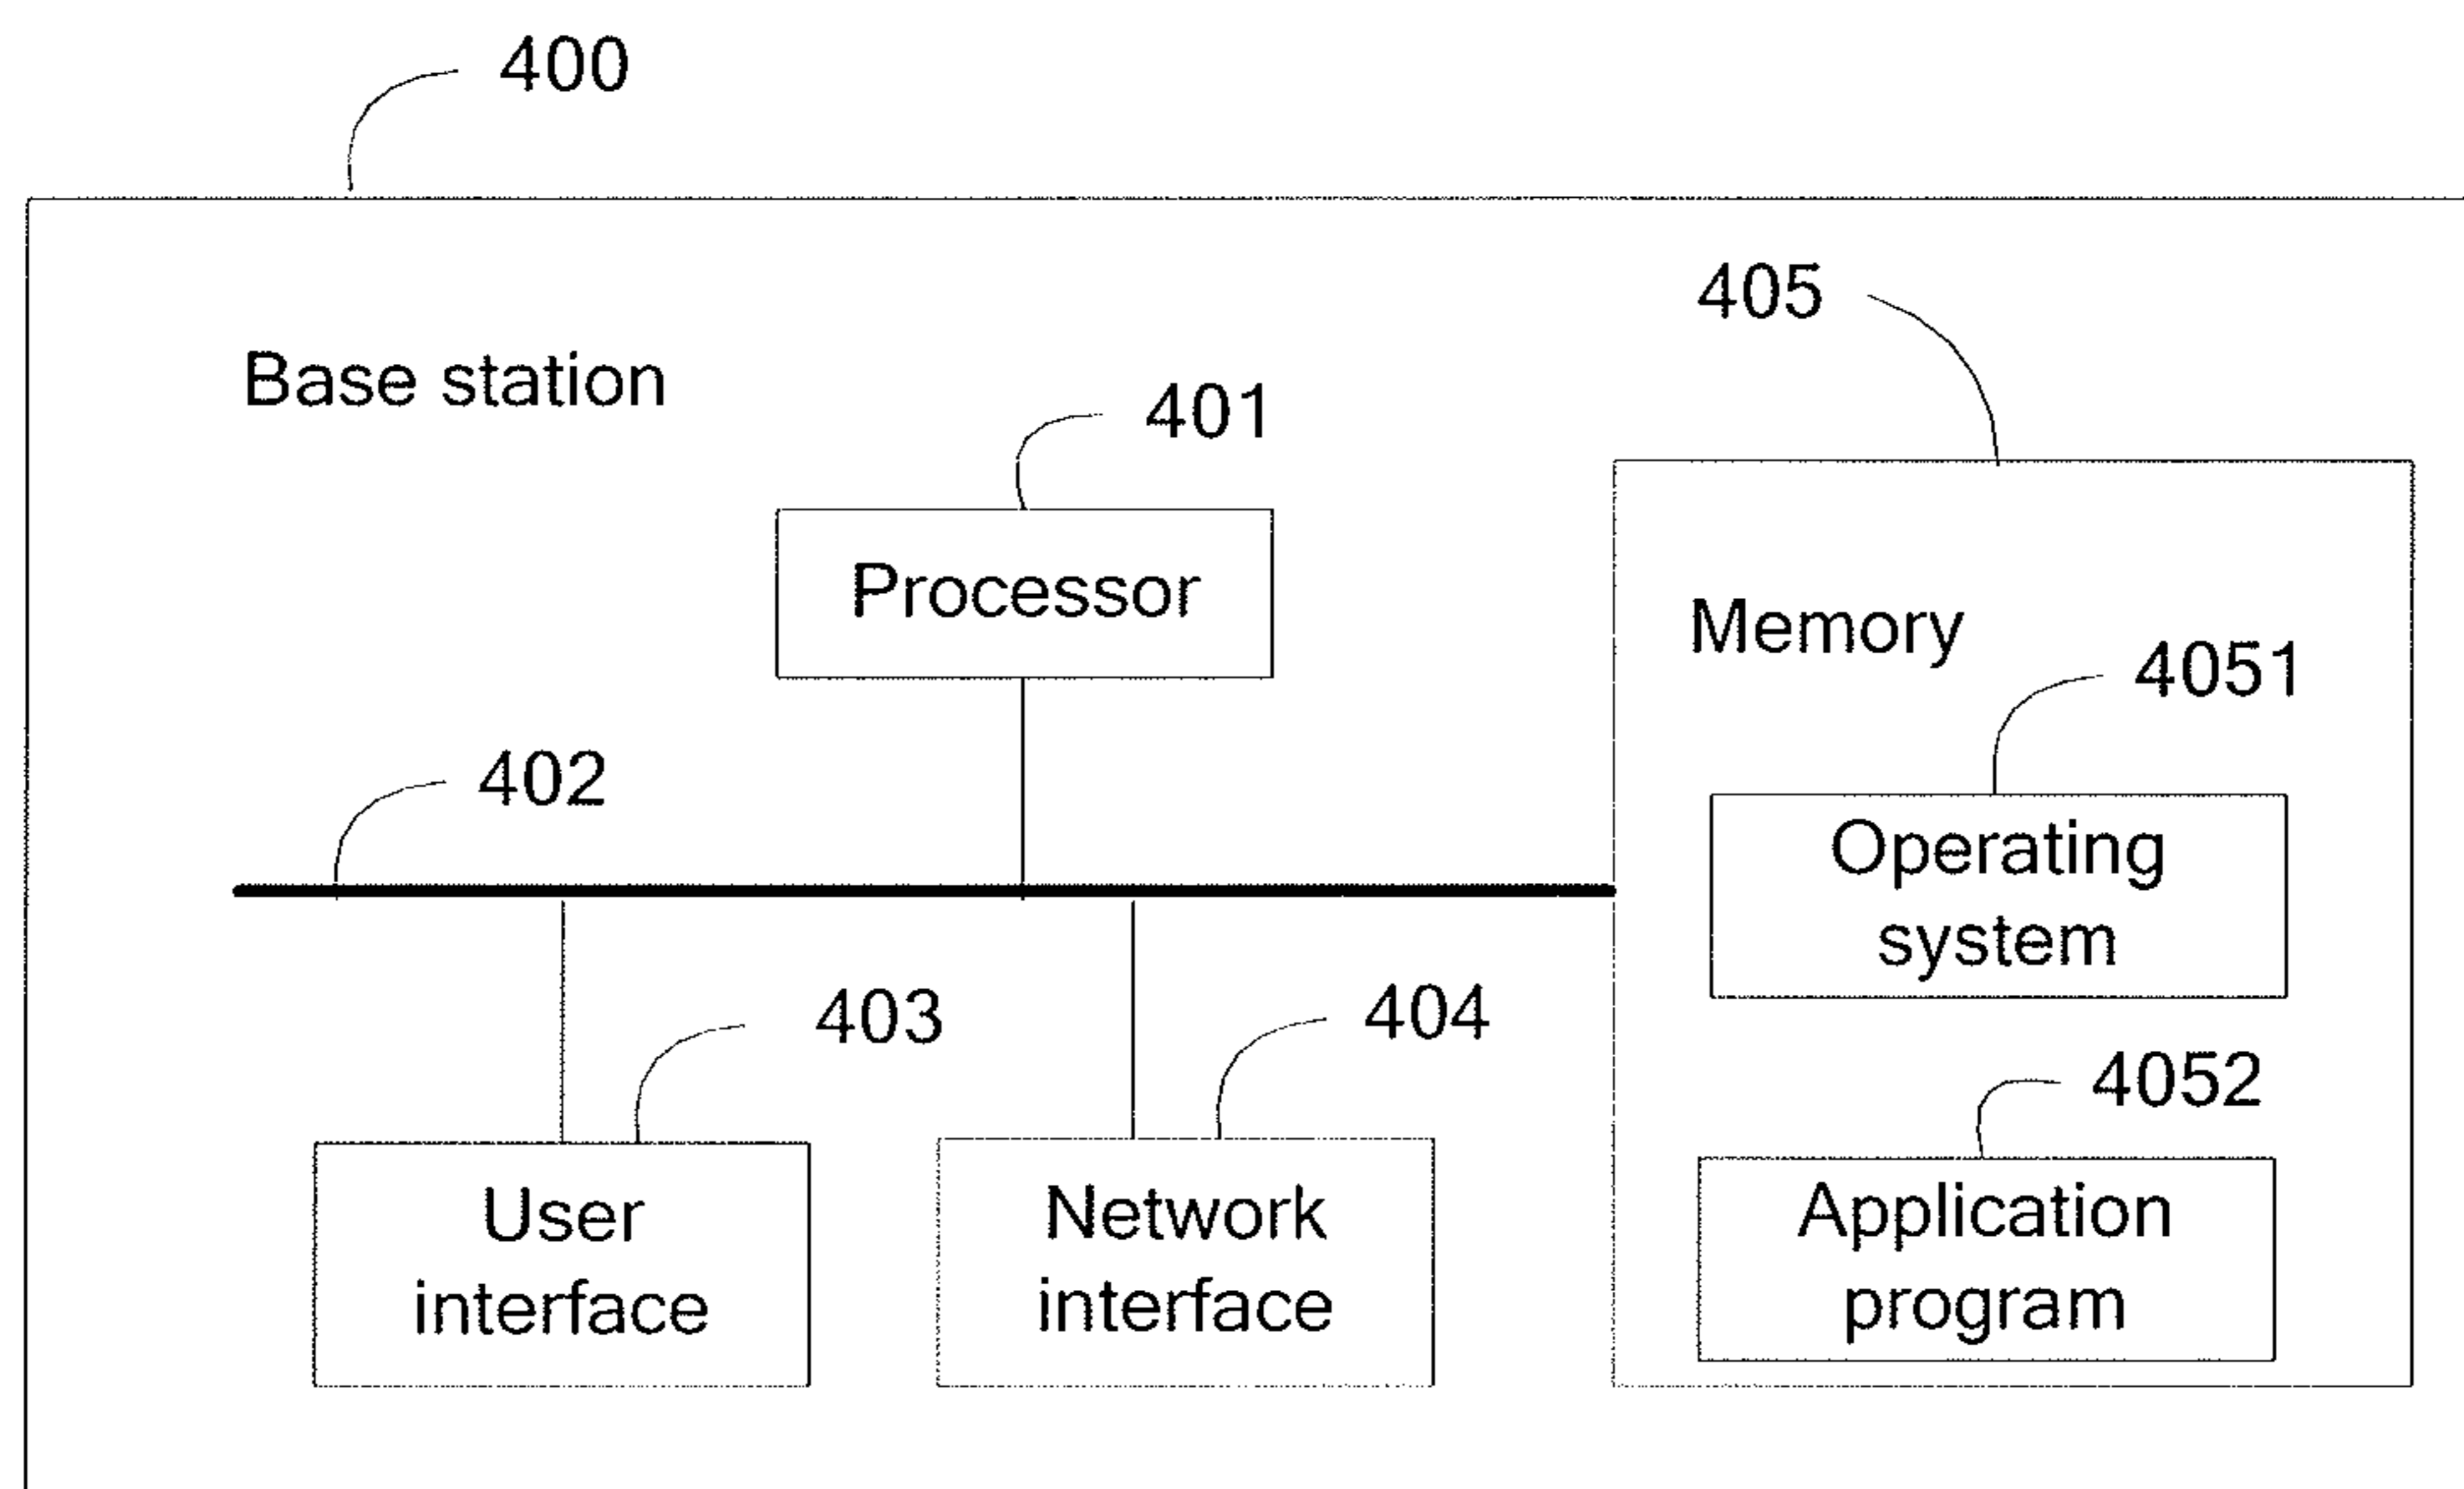 400
405
Base station
401
Processor
Memory
4051
402
Operating
system
403
404
4052
User
interface
Network
interface
Application
program